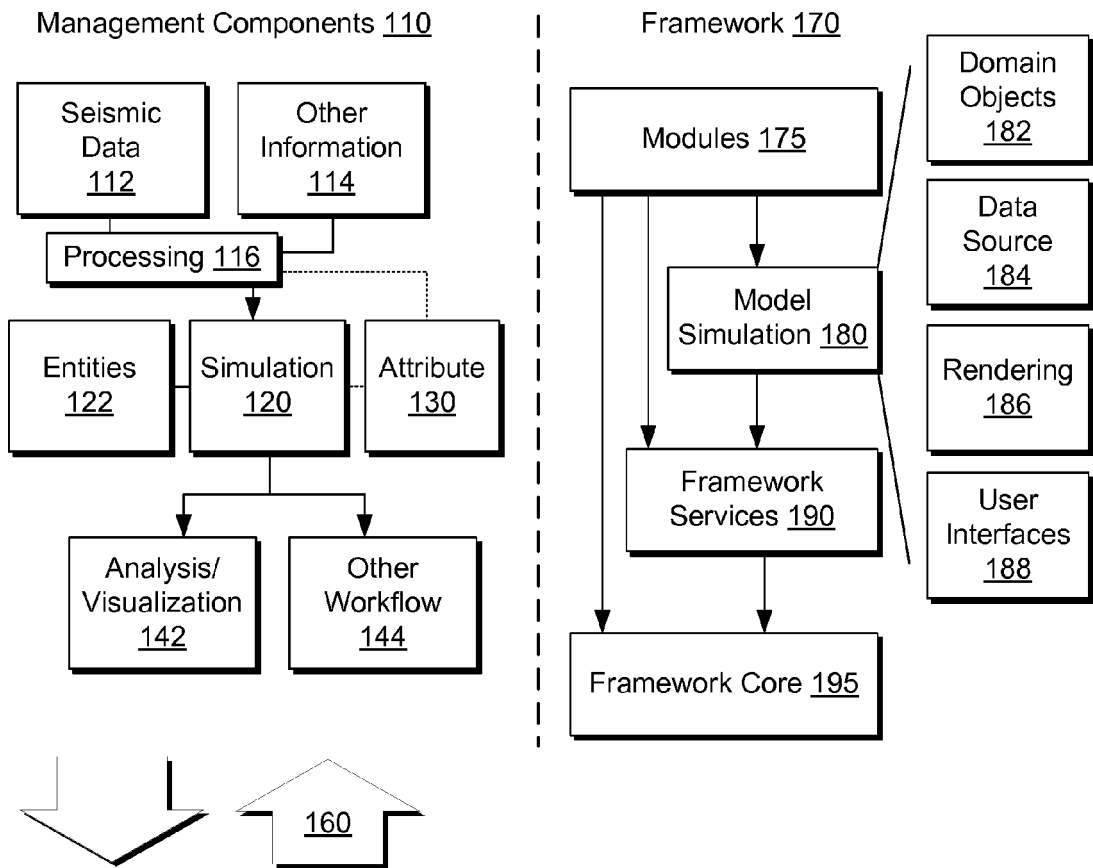 Management Components 110
Seismic
Data
112
Other
Information
114
Processing 116
Entities
122
Simulation
120
Attribute
130
Analysis/
Visualization
142
Other
Workflow
144
160
Framework 170
Modules 175
Model
Simulation 180
Framework
Services 190
Framework Core 195
Domain
Objects
182
Data
Source
184
Rendering
186
User
Interfaces
188